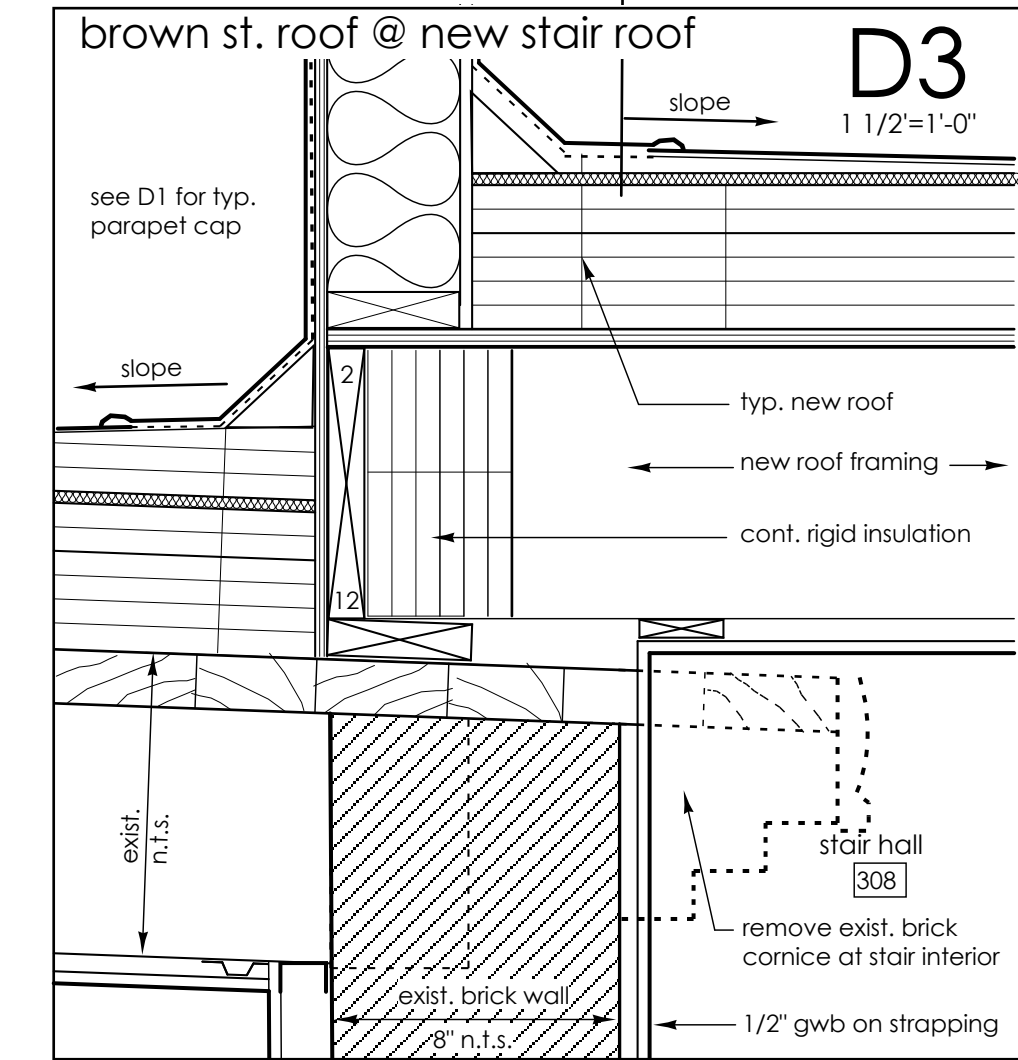 brown st. roof @ new stair roof
D3
1 1/2'=1'-0"
slope
see D1 for typ.
parapet cap
slope
2
typ. new roof
new roof framing
cont. rigid insulation
12
exist.
n.t.s.
stair hall
308
remove exist. brick
cornice at stair interior
exist. brick wall
8" n.t.s.
1/2" gwb on strapping